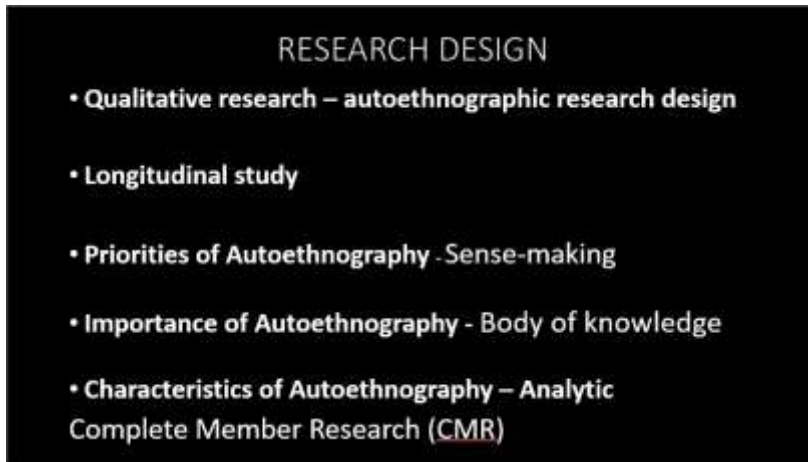 RESEARCH DESIGN
• Qualitative research – autoethnographic research design
• Longitudinal study
• Priorities of Autoethnography - Sense-making
• Importance of Autoethnography - Body of knowledge
• Characteristics of Autoethnography – Analytic
Complete Member Research (CMR)